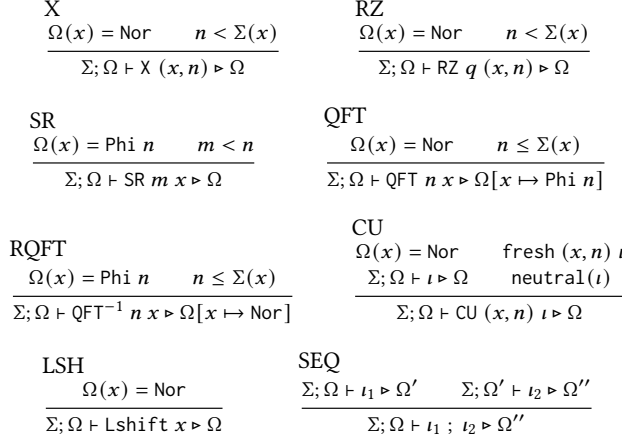 X RZ
Ω(x) = Nor n < Σ(x) Ω(x) = Nor n < Σ(x)
Σ; Ω ⊢ X (x, n) ▷ Ω Σ; Ω ⊢ RZ q (x, n) ▷ Ω
SR QFT
Ω(x) = Phi n m < n Ω(x) = Nor n ≤ Σ(x)
Σ; Ω ⊢ SR m x ▷ Ω Σ; Ω ⊢ QFT n x ▷ Ω[x ↦ Phi n]
CU
RQFT Ω(x) = Nor fresh (x, n) ι
Ω(x) = Phi n n ≤ Σ(x) Σ; Ω ⊢ ι ▷ Ω neutral(ι)
Σ; Ω ⊢ QFT⁻¹ n x ▷ Ω[x ↦ Nor] Σ; Ω ⊢ CU (x, n) ι ▷ Ω
LSH SEQ
Ω(x) = Nor Σ; Ω ⊢ ι₁ ▷ Ω′ Σ; Ω′ ⊢ ι₂ ▷ Ω″
Σ; Ω ⊢ Lshift x ▷ Ω Σ; Ω ⊢ ι₁ ; ι₂ ▷ Ω″